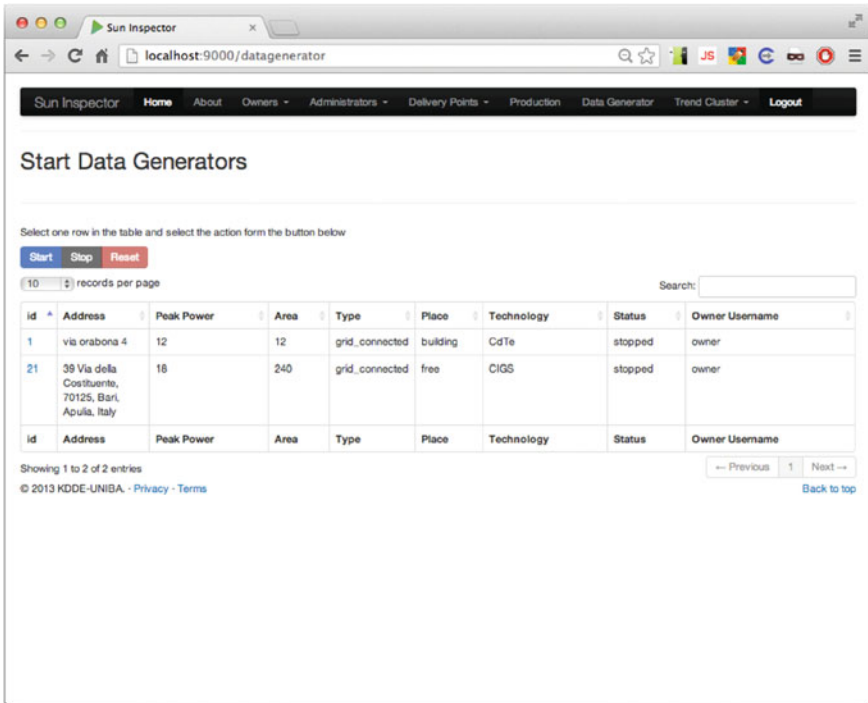 Sun Inspector
localhost:9000/datagenerator
JS
Sun Inspector Home About Owners Administrators Delivery Points Production Data Generator Trend Cluster Logout
Start Data Generators
Select one row in the table and select the action form the button below
Start Stop Reset
10 records per page
Search:
id Address Peak Power Area Type Place Technology Status Owner Username
1 via orabona 4 12 12 grid_connected building CdTe stopped owner
21 39 Via della 18 240 grid_connected free CIGS stopped owner
Costituente,
70125, Bari,
Apulia, Italy
id Address Peak Power Area Type Place Technology Status Owner Username
Showing 1 to 2 of 2 entries
← Previous 1 Next →
© 2013 KDDE-UNIBA. · Privacy · Terms
Back to top